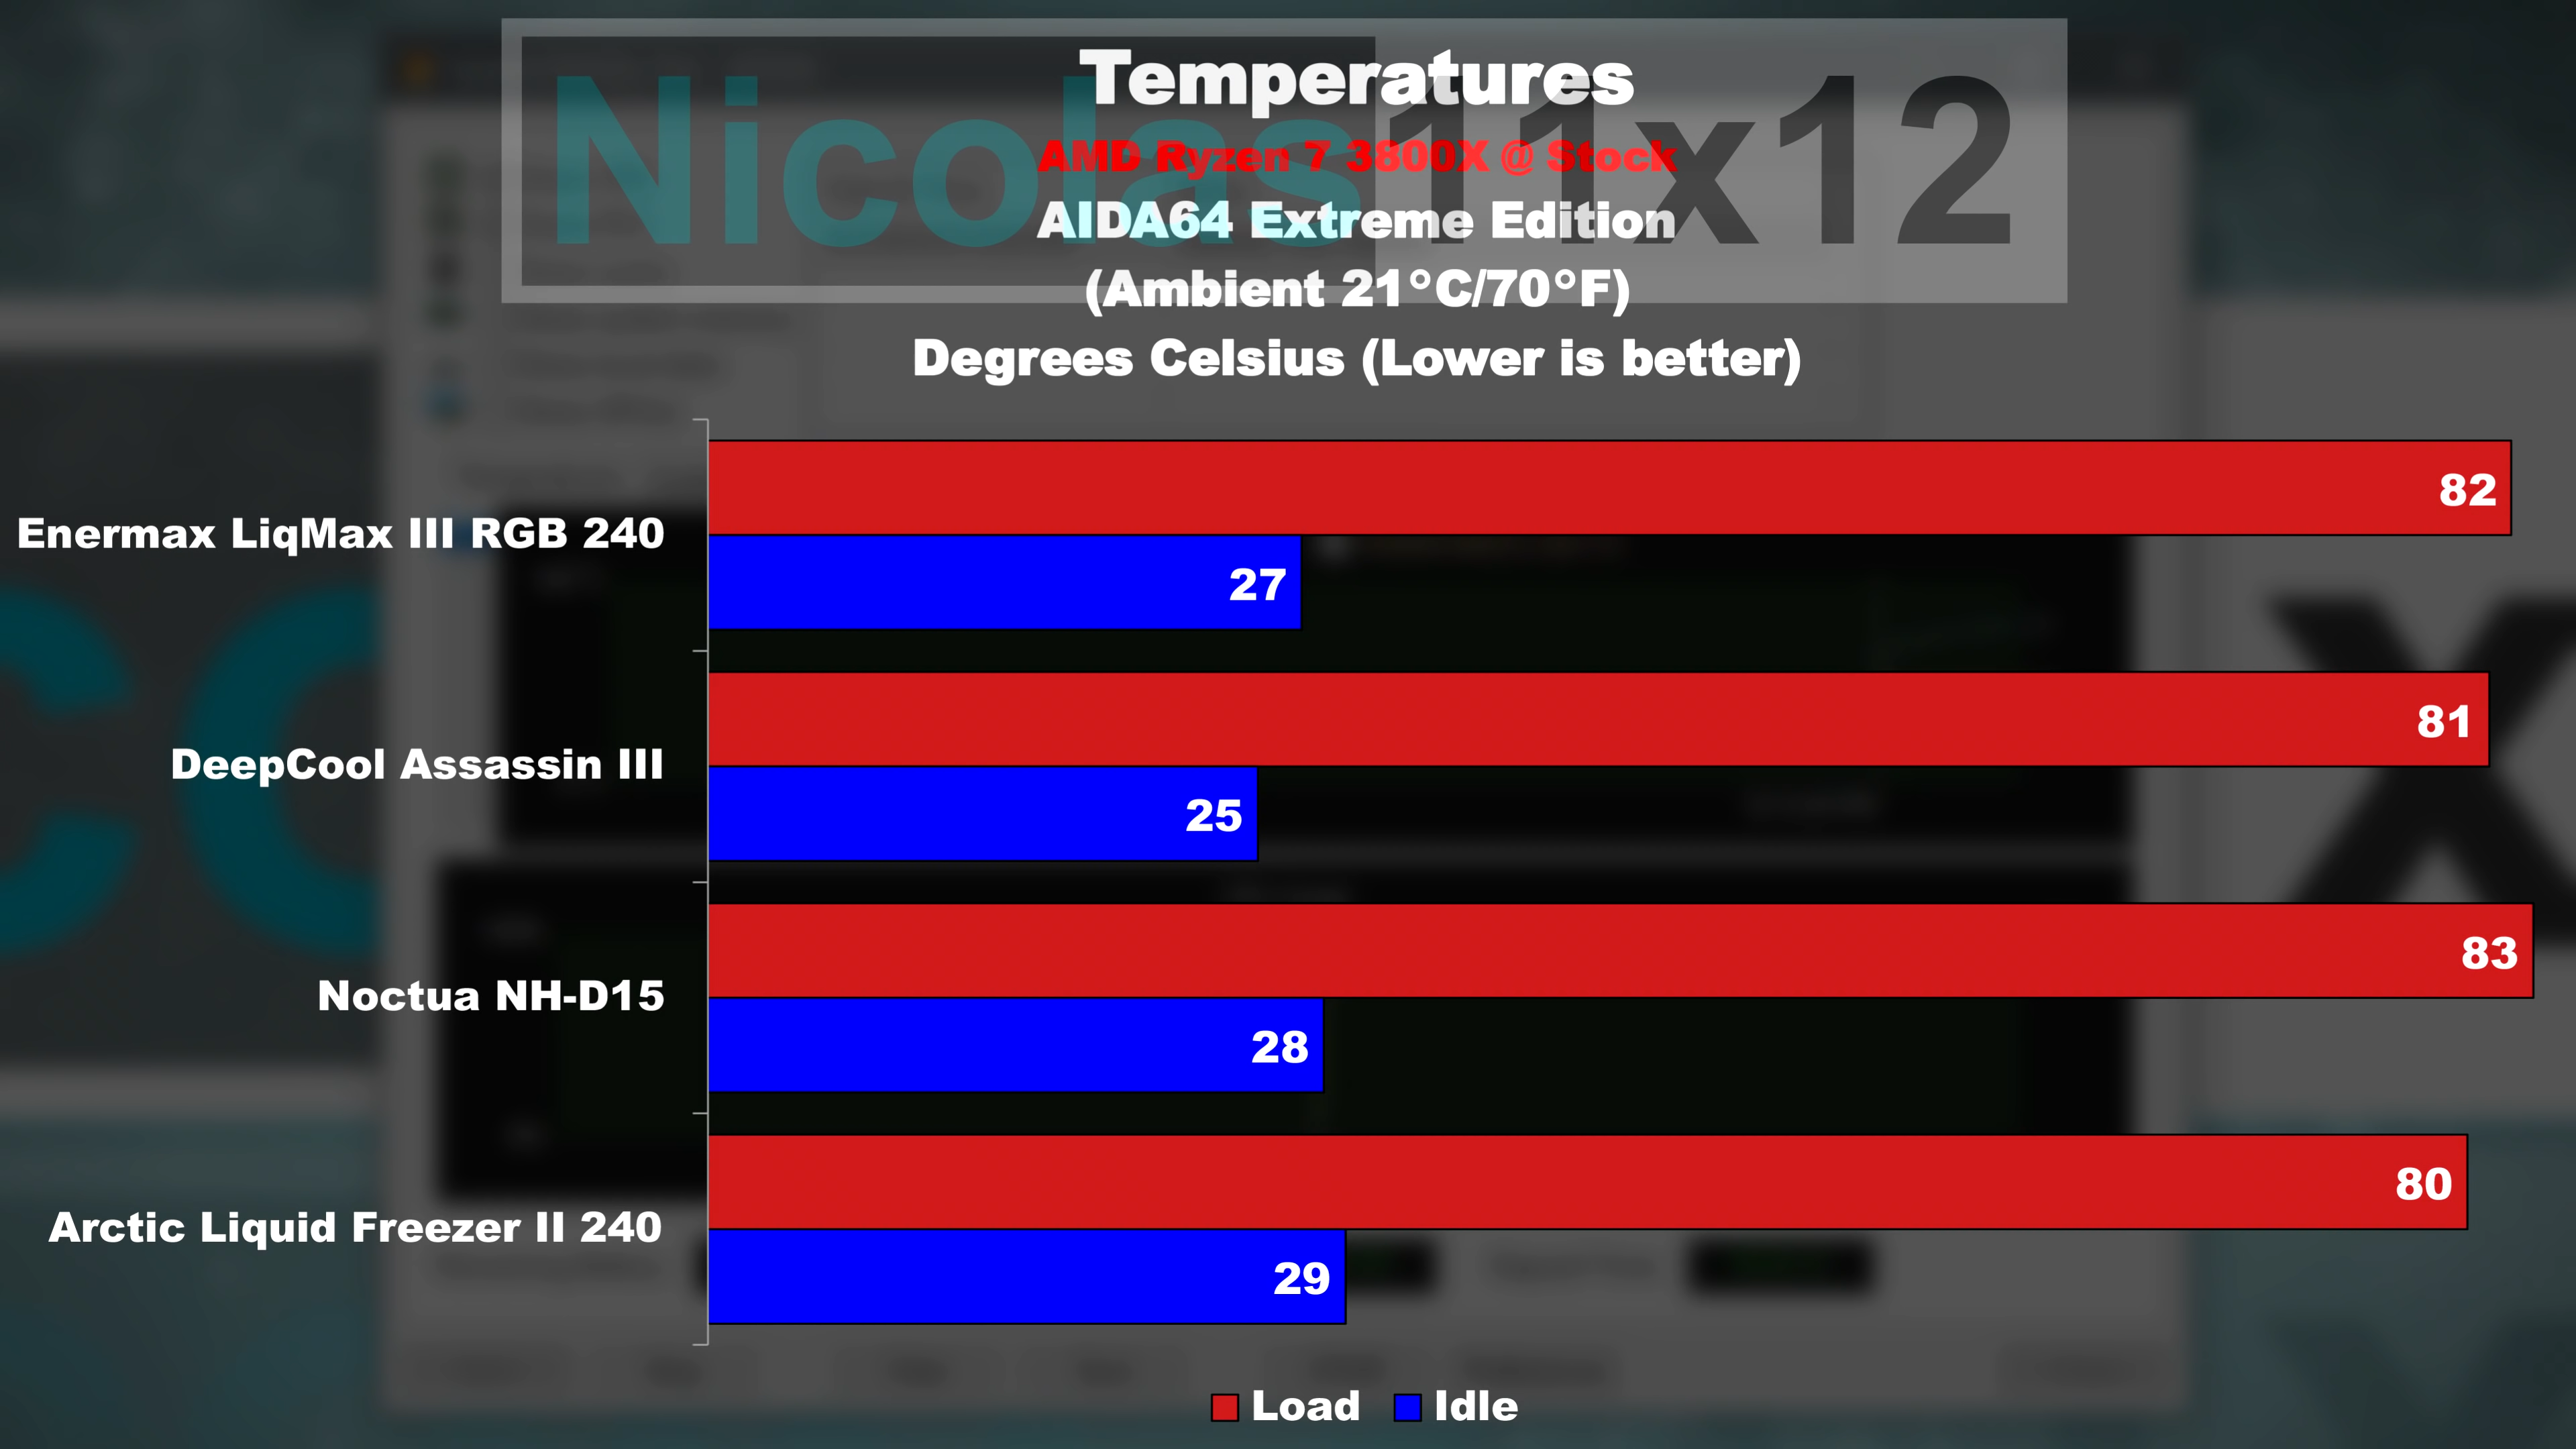 Nicolas11x12
Temperatures
AMD Ryzen 7 3800X @ Stock
AIDA64 Extreme Edition
(Ambient 21°C/70°F)
Degrees Celsius (Lower is better)
Enermax LiqMax III RGB 240
82
27
DeepCool Assassin III
81
25
Noctua NH-D15
83
28
Arctic Liquid Freezer II 240
80
29
Load
Idle